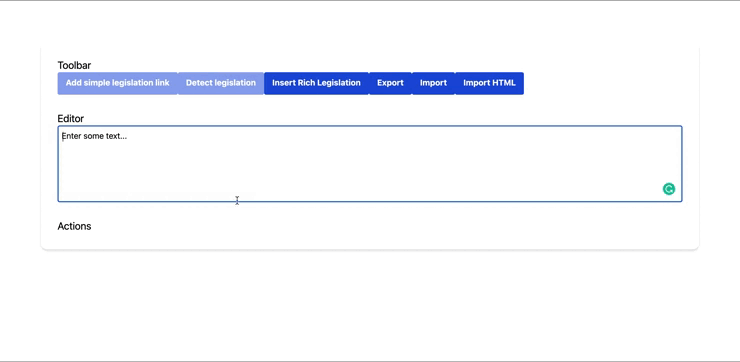 Toolbar
Add simple legislation link Detect legislation Insert Rich Legislation Export Import Import HTML
Editor
Enter some text...
Actions